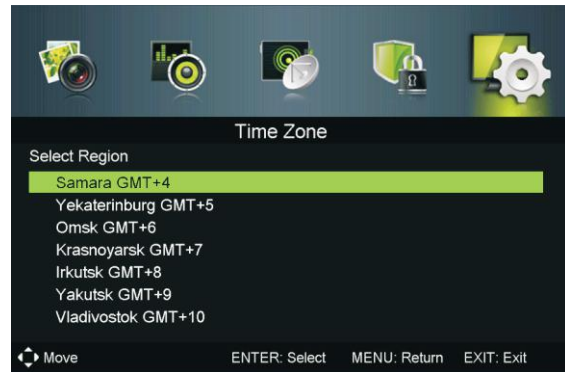 Time Zone
Select Region
Samara GMT+4
Yekaterinburg GMT+5
Omsk GMT+6
Krasnoyarsk GMT+7
Irkutsk GMT+8
Yakutsk GMT+9
Vladivostok GMT+10
Move ENTER: Select MENU: Return EXIT: Exit